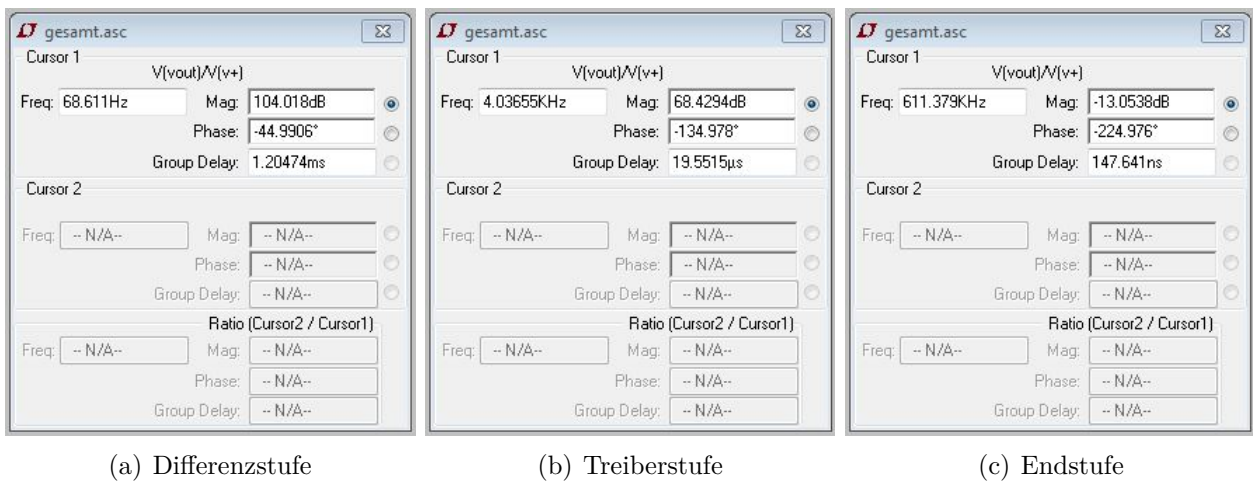 gesamt.asc
Cursor 1
V(vout)/V(v+)
Freq: 68.611Hz Mag: 104.018dB
Phase: -44.9906°
Group Delay: 1.20474ms
Cursor 2
Freq: -- N/A-- Mag: -- N/A--
Phase: -- N/A--
Group Delay: -- N/A--
Ratio (Cursor2 / Cursor1)
Freq: -- N/A-- Mag: -- N/A--
Phase: -- N/A--
Group Delay: -- N/A--
(a) Differenzstufe
gesamt.asc
Cursor 1
V(vout)/V(v+)
Freq: 4.03655KHz Mag: 68.4294dB
Phase: -134.978°
Group Delay: 19.5515µs
Cursor 2
Freq: -- N/A-- Mag: -- N/A--
Phase: -- N/A--
Group Delay: -- N/A--
Ratio (Cursor2 / Cursor1)
Freq: -- N/A-- Mag: -- N/A--
Phase: -- N/A--
Group Delay: -- N/A--
(b) Treiberstufe
gesamt.asc
Cursor 1
V(vout)/V(v+)
Freq: 611.379KHz Mag: -13.0538dB
Phase: -224.976°
Group Delay: 147.641ns
Cursor 2
Freq: -- N/A-- Mag: -- N/A--
Phase: -- N/A--
Group Delay: -- N/A--
Ratio (Cursor2 / Cursor1)
Freq: -- N/A-- Mag: -- N/A--
Phase: -- N/A--
Group Delay: -- N/A--
(c) Endstufe